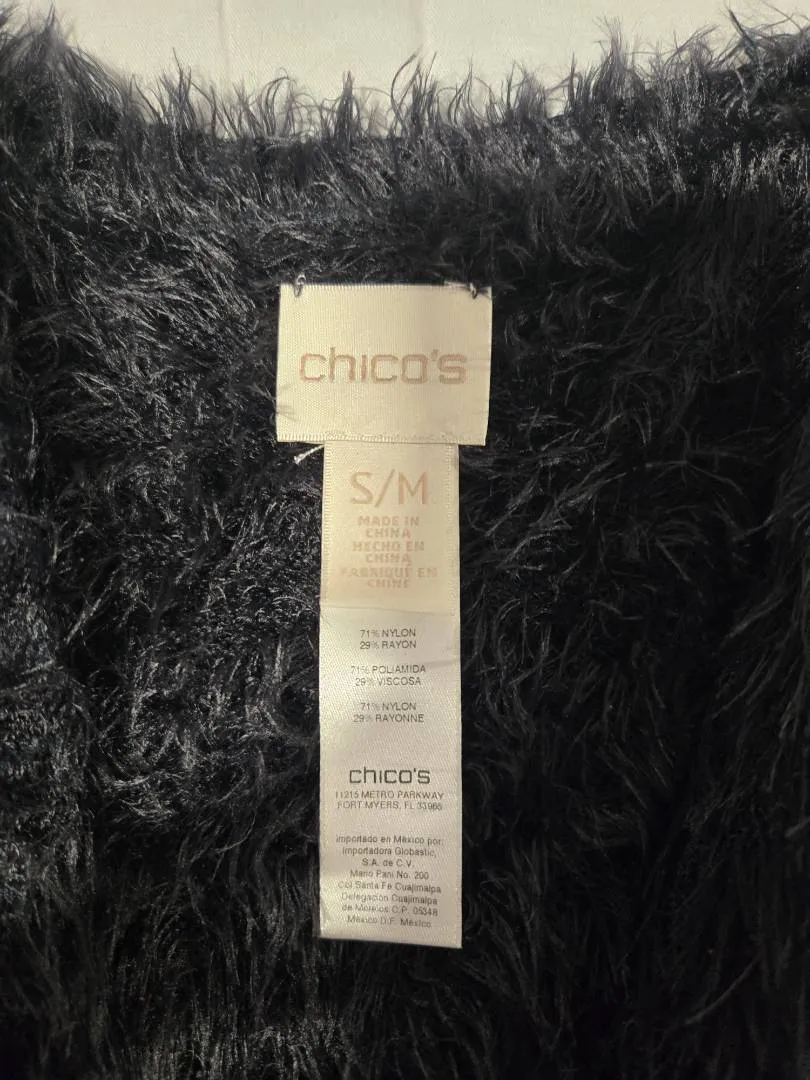 chico's
S/M
MADE IN
CHINA
HECHO EN
CHINA
FABRIQUÉ EN
CHINE
71% NYLON
29% RAYON
71% POLIAMIDA
29% VISCOSA
71% NYLON
29% RAYONNE
chico's
11215 METRO PARKWAY
FORT MYERS, FL 33966
importado en México por:
Importadora Globastic,
S.A. de C.V.
Mario Pani No. 200
Col Santa Fe Cuajimalpa
Delegación Cuajimalpa
de Morelos C.P. 05348
México D.F. México